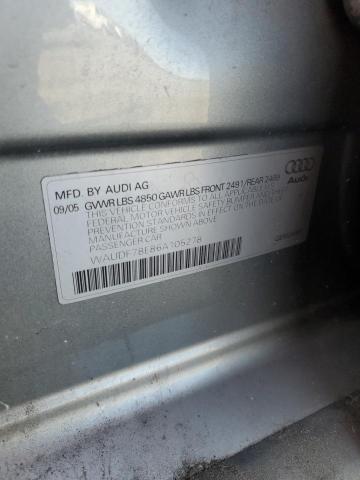 MFD. BY AUDI AG
09/05 GVWR LBS 4850 GAWR LBS FRONT 2491/REAR 2469
THIS VEHICLE CONFORMS TO ALL APPLICABLE
FEDERAL MOTOR VEHICLE SAFETY BUMPER AND
THEFT PREVENTION STANDARDS IN EFFECT ON THE DATE OF
MANUFACTURE SHOWN ABOVE
PASSENGER CAR
WAUDF78E86A105278
Audi